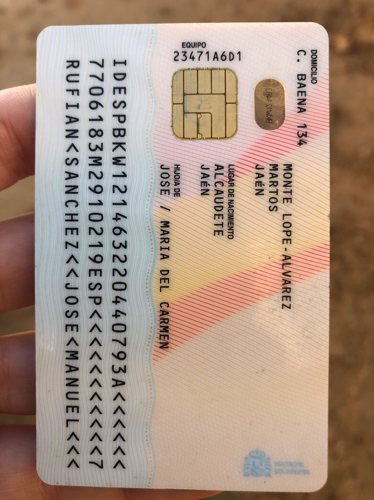 DOMICILIO
C. BAENA 134
MONTE LOPE-ALVAREZ
MARTOS
JAÉN
LUGAR DE NACIMIENTO
ALCAUDETE
JAÉN
HIJO/A DE
JOSE / MARIA DEL CARMEN
EQUIPO
23471A6D1
IDESPBKW121463220440793A<<<<<<
7706183M2910219ESP<<<<<<<<<<<7
RUFIAN<SANCHEZ<<JOSE<MANUEL<<<